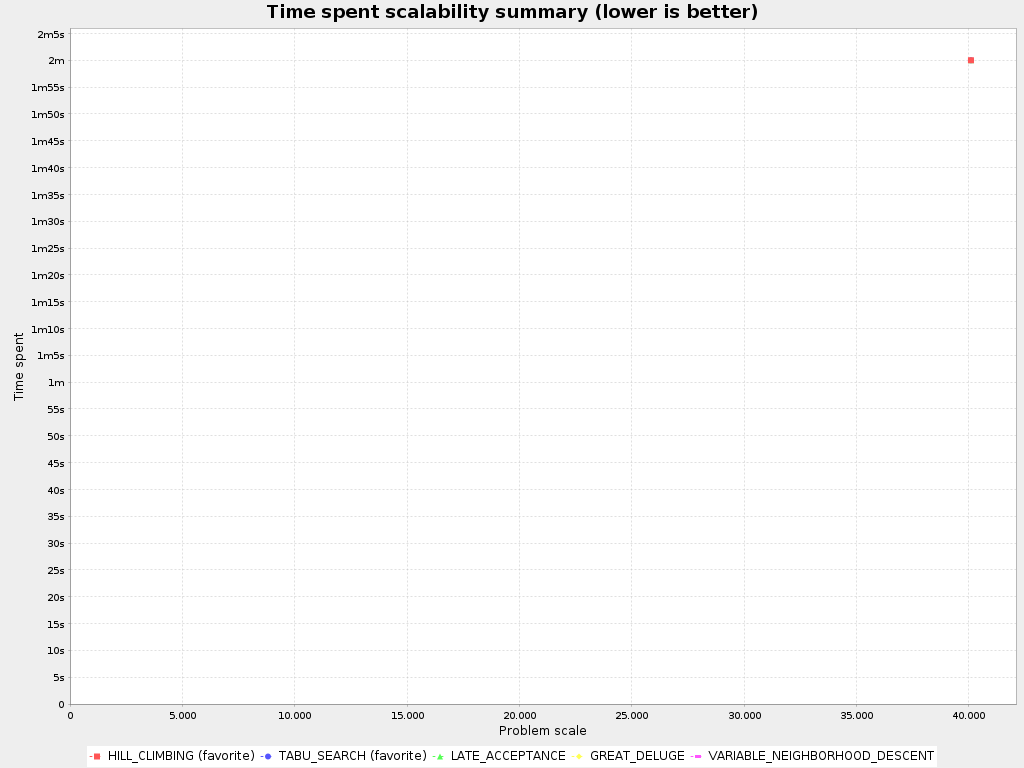 Time spent scalability summary (lower is better)
2m5s
2m
1m55s
1m50s
1m45s
1m40s
1m35s
1m30s
1m25s
1m20s
1m15s
1m10s
1m5s
1m
55s
50s
45s
40s
35s
30s
25s
20s
15s
10s
5s
0
Time spent
0 5.000 10.000 15.000 20.000 25.000 30.000 35.000 40.000
Problem scale
HILL_CLIMBING (favorite) TABU_SEARCH (favorite) LATE_ACCEPTANCE GREAT_DELUGE VARIABLE_NEIGHBORHOOD_DESCENT